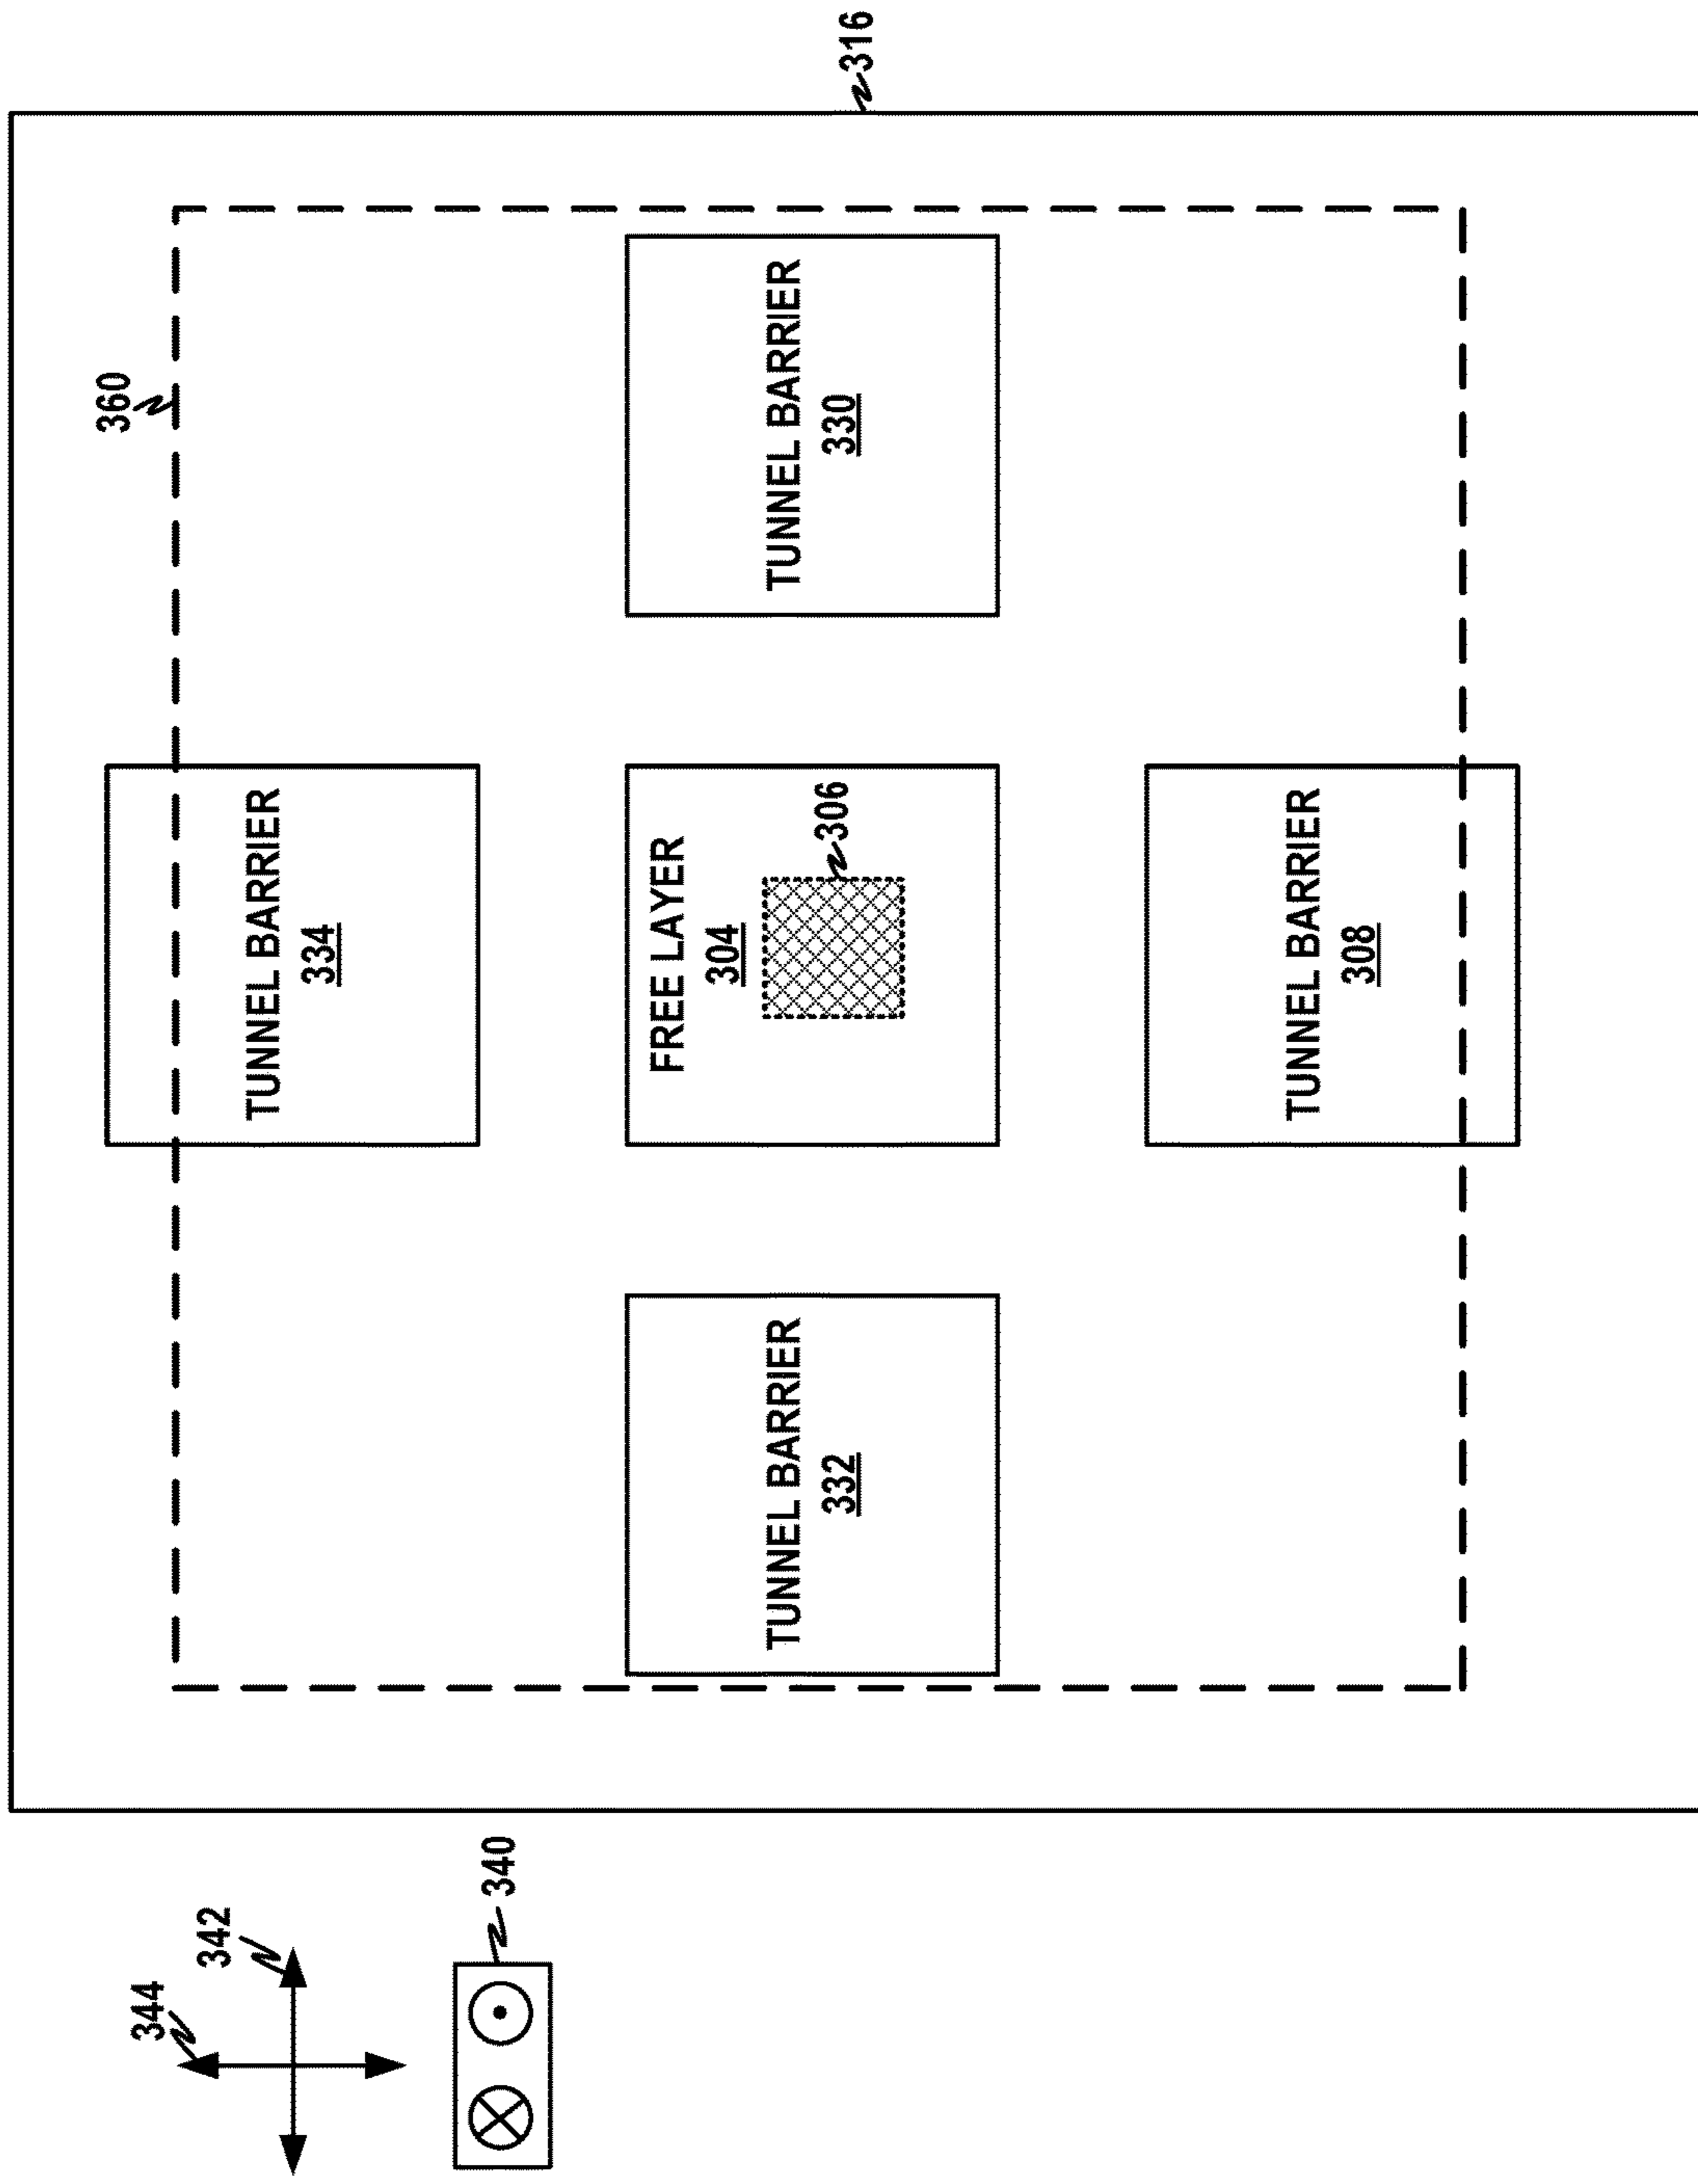 360
344
342
TUNNEL BARRIER
334
340
FREE LAYER
304
306
TUNNEL BARRIER
332
TUNNEL BARRIER
330
316
TUNNEL BARRIER
308